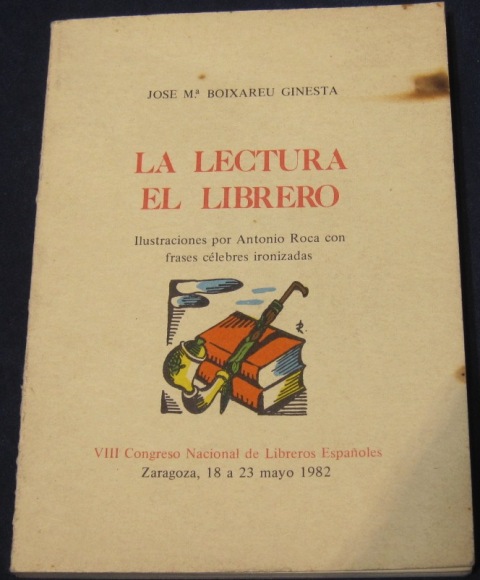 JOSE M.ª BOIXAREU GINESTA
LA LECTURA
EL LIBRERO
Ilustraciones por Antonio Roca con
frases célebres ironizadas
VIII Congreso Nacional de Libreros Españoles
Zaragoza, 18 a 23 mayo 1982